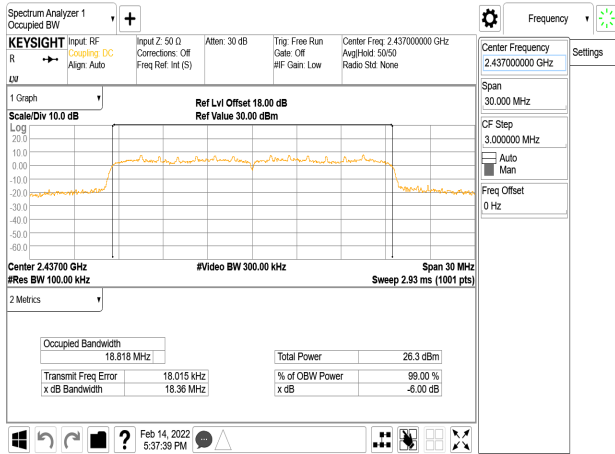 Spectrum Analyzer 1
Occupied BW
Frequency
KEYSIGHT Input: RF Input Z: 50 Ω Atten: 30 dB Trig: Free Run Center Freq: 2.437000000 GHz
Coupling: DC Corrections: Off Gate: Off Avg|Hold: 50/50
R Align: Auto Freq Ref: Int (S) #IF Gain: Low Radio Std: None
Center Frequency Settings
2.437000000 GHz
Span
30.000 MHz
CF Step
3.000000 MHz
Auto
Man
Freq Offset
0 Hz
1 Graph Ref Lvl Offset 18.00 dB
Scale/Div 10.0 dB Ref Value 30.00 dBm
Log
20.0
10.0
0.00
-10.0
-20.0
-30.0
-40.0
-50.0
-60.0
Center 2.43700 GHz #Video BW 300.00 kHz Span 30 MHz
#Res BW 100.00 kHz Sweep 2.93 ms (1001 pts)
2 Metrics
Occupied Bandwidth
18.818 MHz Total Power 26.3 dBm
Transmit Freq Error 18.015 kHz % of OBW Power 99.00 %
x dB Bandwidth 18.36 MHz x dB -6.00 dB
? Feb 14, 2022
5:37:39 PM